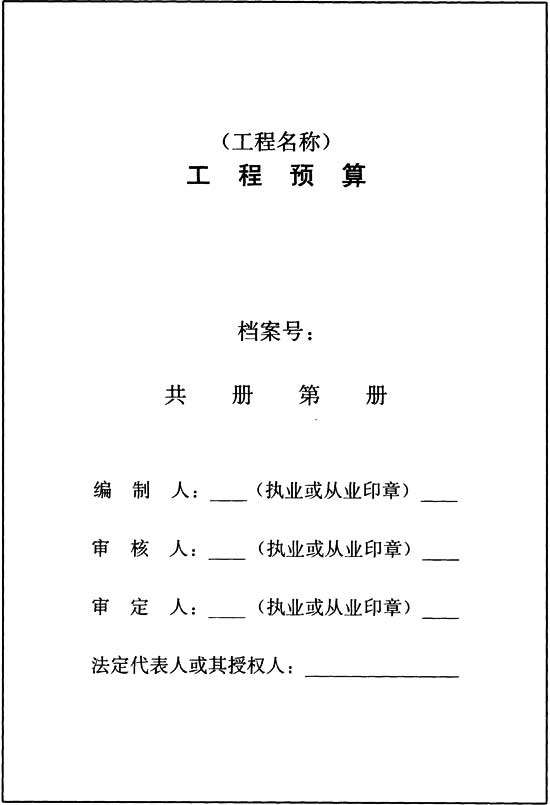 （工程名称）
工 程 预 算
档案号：
共 册 第 册
编 制 人：____（执业或从业印章）____
审 核 人：____（执业或从业印章）____
审 定 人：____（执业或从业印章）____
法定代表人或其授权人：________________